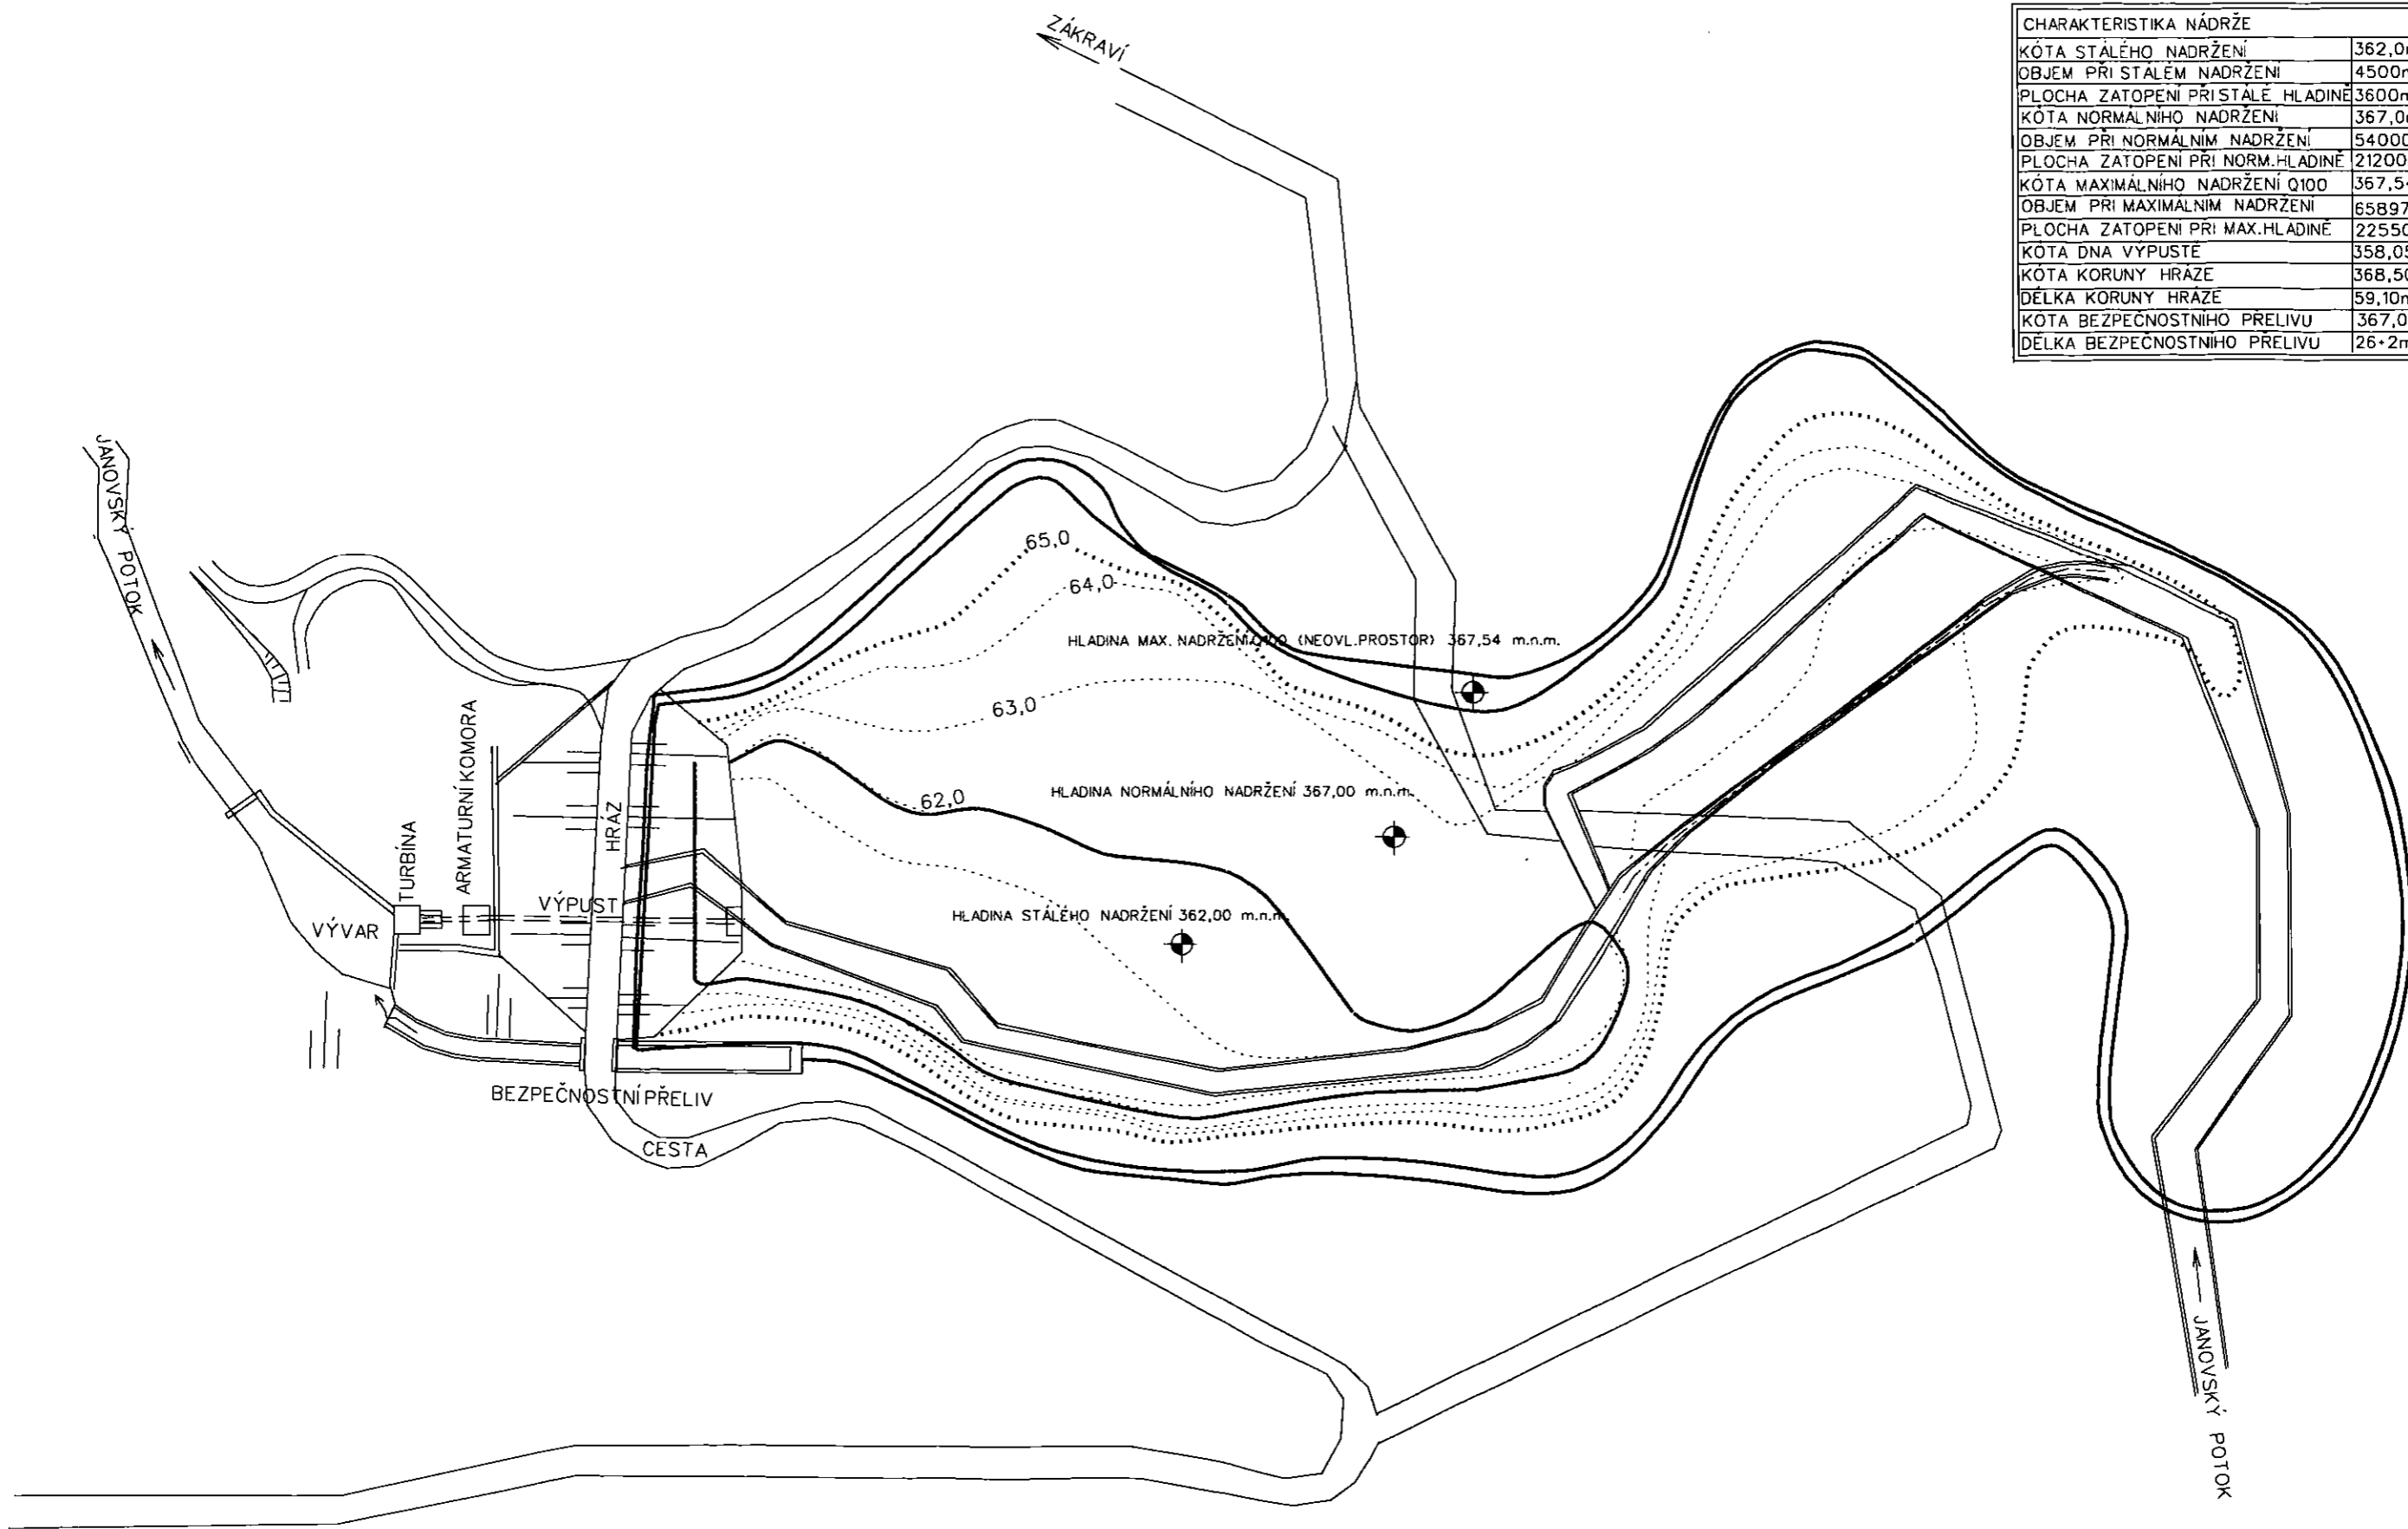 ZÁKRAVÍ
CHARAKTERISTIKA NÁDRŽE
KÓTA STÁLÉHO NADRŽENÍ 362,0
OBJEM PŘI STÁLÉM NADRŽENÍ 4500
PLOCHA ZATOPENÍ PŘI STÁLÉ HLADINĚ 3600
KÓTA NORMÁLNÍHO NADRŽENÍ 367,0
OBJEM PŘI NORMÁLNÍM NADRŽENÍ 54000
PLOCHA ZATOPENÍ PŘI NORM.HLADINĚ 21200
KÓTA MAXIMÁLNÍHO NADRŽENÍ Q100 367,54
OBJEM PŘI MAXIMÁLNÍM NADRŽENÍ 65897
PLOCHA ZATOPENÍ PŘI MAX.HLADINĚ 22550
KÓTA DNA VÝPUSTĚ 358,05
KÓTA KORUNY HRÁZE 368,50
DÉLKA KORUNY HRÁZE 59,10m
KÓTA BEZPEČNOSTNÍHO PŘELIVU 367,0
DÉLKA BEZPEČNOSTNÍHO PŘELIVU 26+2m
JANOVSKÝ POTOK
65,0
64,0
HLADINA MAX. NADRŽENÍ Q100 (NEOVL.PROSTOR) 367,54 m.n.m.
63,0
HLADINA NORMÁLNÍHO NADRŽENÍ 367,00 m.n.m.
62,0
HRÁZ
TURBÍNA
ARMATURNÍ KOMORA
VÝPUST
VÝVAR
HLADINA STÁLÉHO NADRŽENÍ 362,00 m.n.m.
BEZPEČNOSTNÍ PŘELIV
CESTA
JANOVSKÝ POTOK